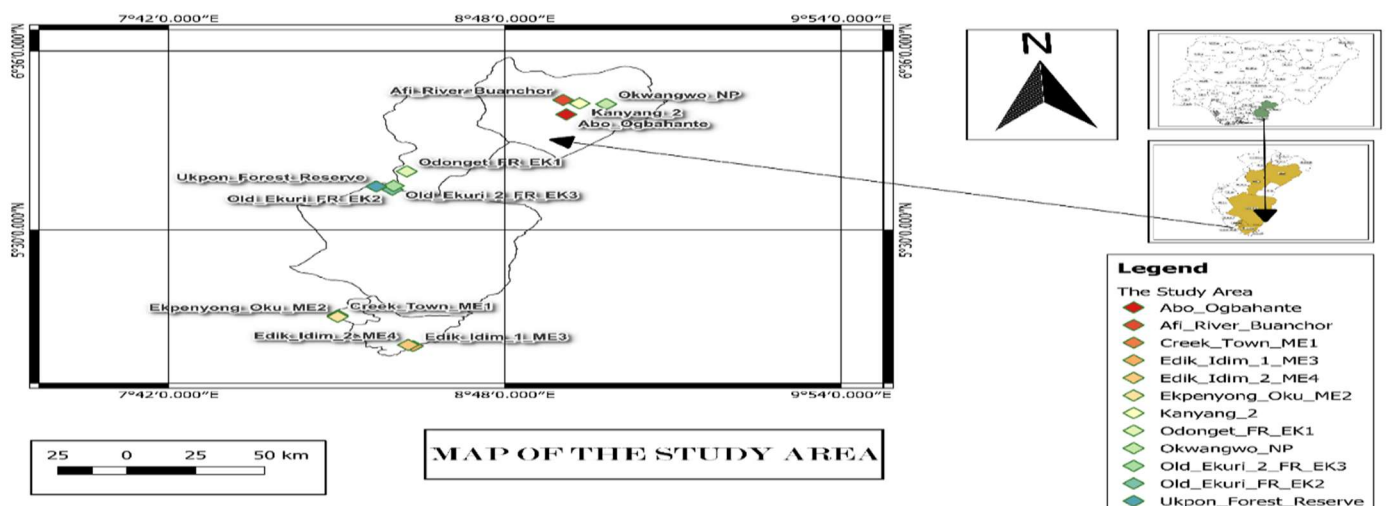 7°42′0.000″E 8°48′0.000″E 9°54′0.000″E
6°36′0.000″N 6°36′0.000″N
Afi_River_Buanchor Okwangwo_NP
Kanyang_2
Abo_Ogbahante
Odonget_FR_EK1
Ukpon_Forest_Reserve
Old_Ekuri_FR_EK2 Old_Ekuri_2_FR_EK3
5°30′0.000″N 5°30′0.000″N
Ekpenyong_Oku_ME2 Creek_Town_ME1
Edik_Idim_2_ME4 Edik_Idim_1_ME3
7°42′0.000″E 8°48′0.000″E 9°54′0.000″E
N
25 0 25 50 km
MAP OF THE STUDY AREA
Legend
The Study Area
Abo_Ogbahante
Afi_River_Buanchor
Creek_Town_ME1
Edik_Idim_1_ME3
Edik_Idim_2_ME4
Ekpenyong_Oku_ME2
Kanyang_2
Odonget_FR_EK1
Okwangwo_NP
Old_Ekuri_2_FR_EK3
Old_Ekuri_FR_EK2
Ukpon_Forest_Reserve